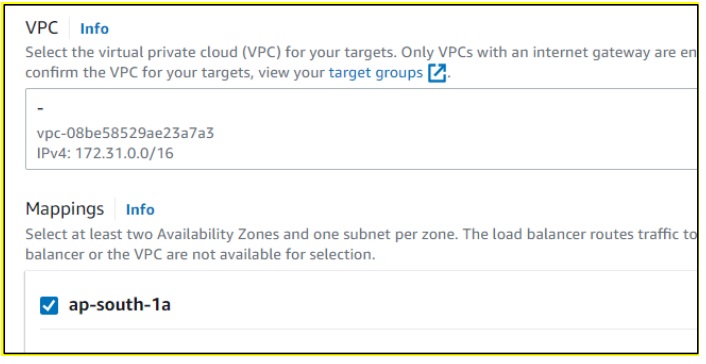 VPC Info
Select the virtual private cloud (VPC) for your targets. Only VPCs with an internet gateway are en
confirm the VPC for your targets, view your target groups.
-
vpc-08be58529ae23a7a3
IPv4: 172.31.0.0/16
Mappings Info
Select at least two Availability Zones and one subnet per zone. The load balancer routes traffic to
balancer or the VPC are not available for selection.
ap-south-1a